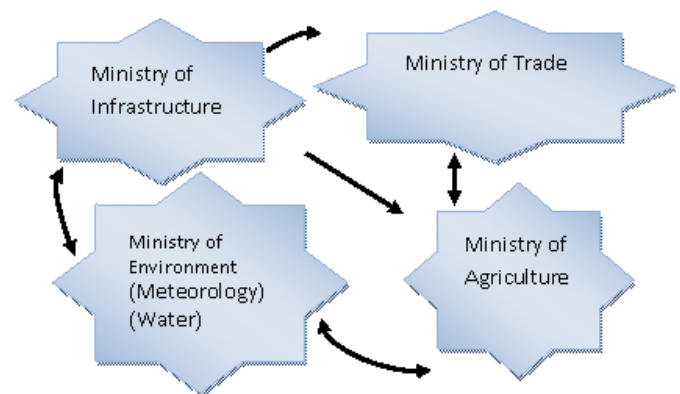 Ministry of
Infrastructure
Ministry of Trade
Ministry of
Environment
(Meteorology)
(Water)
Ministry of
Agriculture